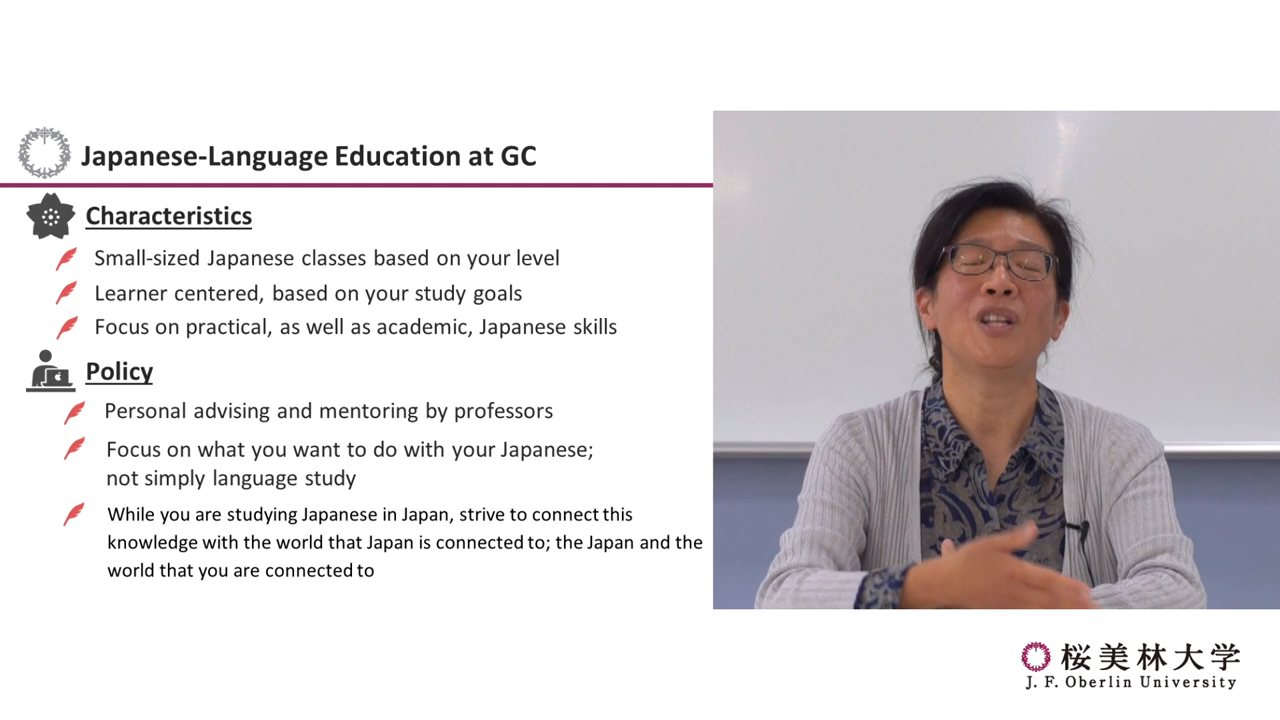 Japanese-Language Education at GC
Characteristics
Small-sized Japanese classes based on your level
Learner centered, based on your study goals
Focus on practical, as well as academic, Japanese skills
Policy
Personal advising and mentoring by professors
Focus on what you want to do with your Japanese;
not simply language study
While you are studying Japanese in Japan, strive to connect this
knowledge with the world that Japan is connected to; the Japan and the
world that you are connected to
桜美林大学
J. F. Oberlin University